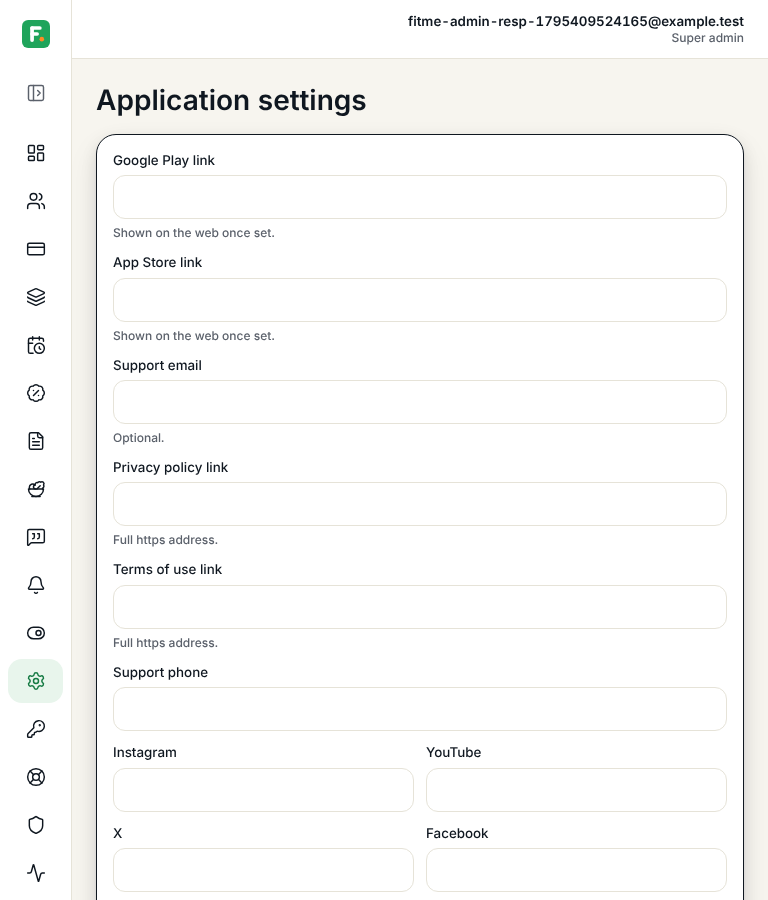 F.
fitme-admin-resp-1795409524165@example.test
Super admin
Application settings
Google Play link
Shown on the web once set.
App Store link
Shown on the web once set.
Support email
Optional.
Privacy policy link
Full https address.
Terms of use link
Full https address.
Support phone
Instagram
YouTube
X
Facebook